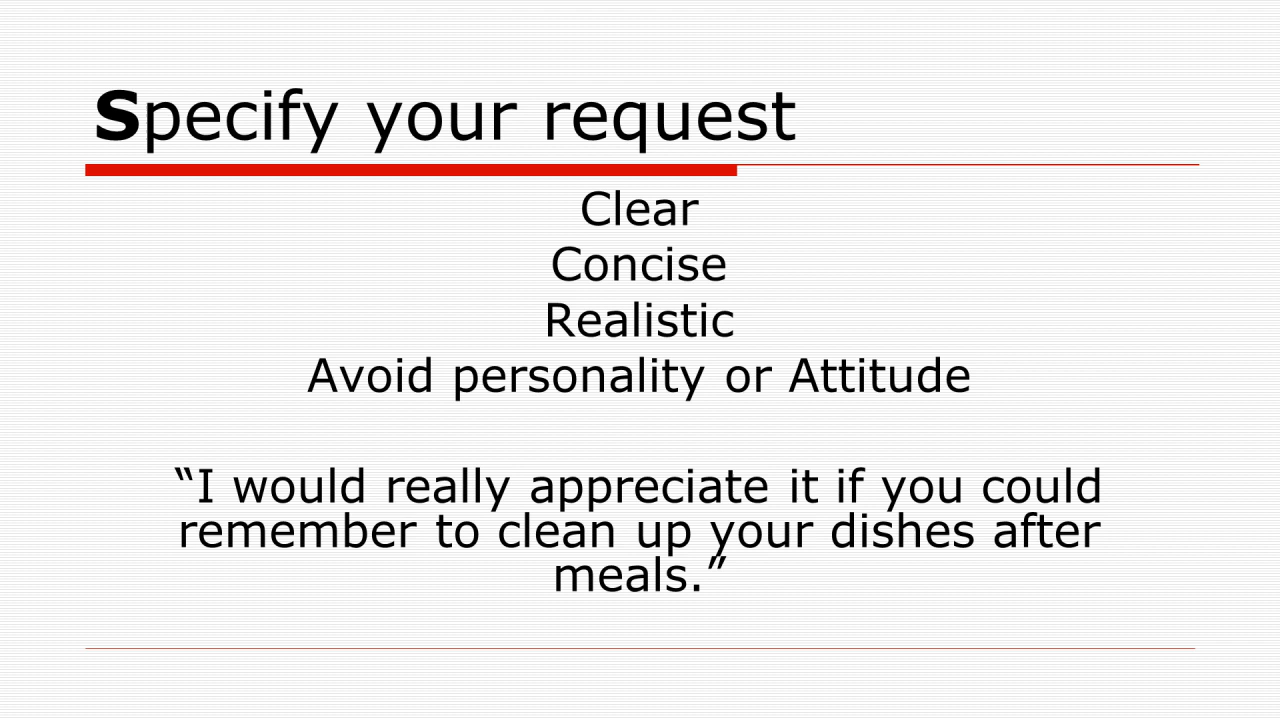 Specify your request
Clear
Concise
Realistic
Avoid personality or Attitude
“I would really appreciate it if you could
remember to clean up your dishes after
meals.”